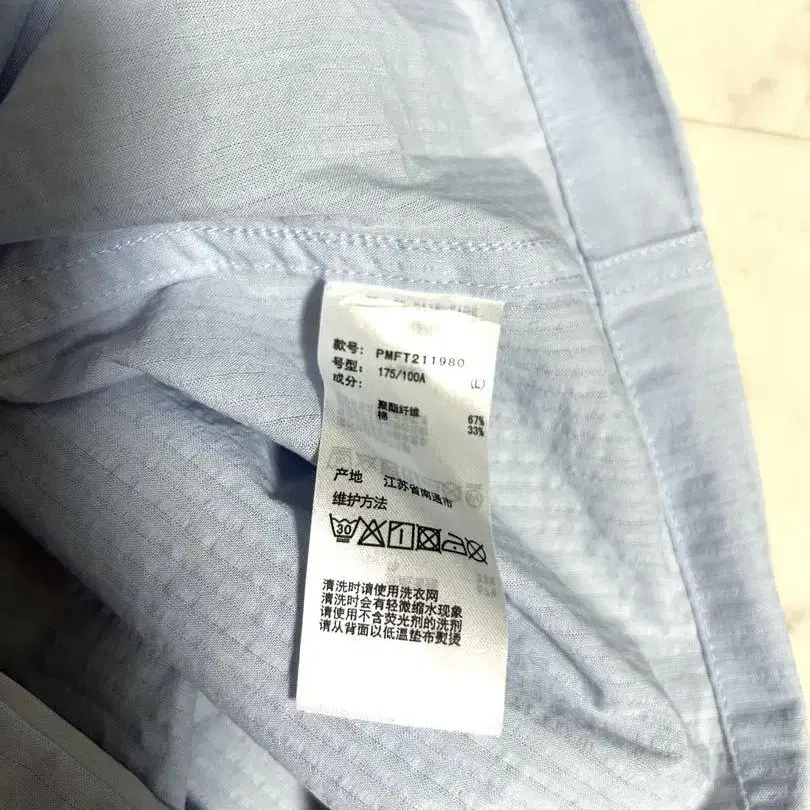 款号: PMFT211980
号型: 175/100A (L)
成分:
聚酯纤维 67%
棉 33%
产地 江苏省南通市
维护方法
30
清洗时请使用洗衣网
清洗时会有轻微缩水现象
请使用不含荧光剂的洗剂
请从背面以低温垫布熨烫